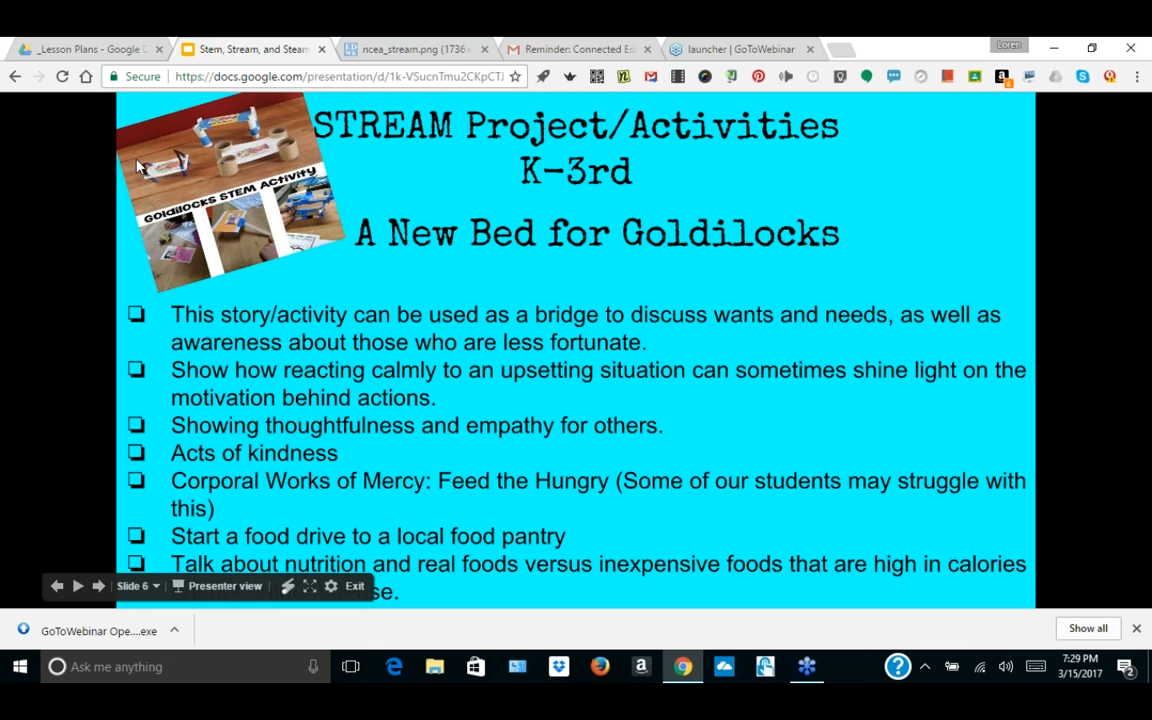 _Lesson Plans - Google D
Stem, Stream, and Steam
ncea_stream.png (1736×
Reminder: Connected Ed
launcher | GoToWebinar
Loren
Secure
https://docs.google.com/presentation/d/1k-VSucnTmu2CKpCTJ
STREAM Project/Activities
K-3rd
GOLDILOCKS STEM ACTIVITY
A New Bed for Goldilocks
This story/activity can be used as a bridge to discuss wants and needs, as well as
awareness about those who are less fortunate.
Show how reacting calmly to an upsetting situation can sometimes shine light on the
motivation behind actions.
Showing thoughtfulness and empathy for others.
Acts of kindness
Corporal Works of Mercy: Feed the Hungry (Some of our students may struggle with
this)
Start a food drive to a local food pantry
Talk about nutrition and real foods versus inexpensive foods that are high in calories
se.
Slide 6
Presenter view
Exit
GoToWebinar Ope....exe
Show all
Ask me anything
7:29 PM
3/15/2017
2